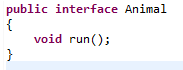 public interface Animal
{
    void run();
}